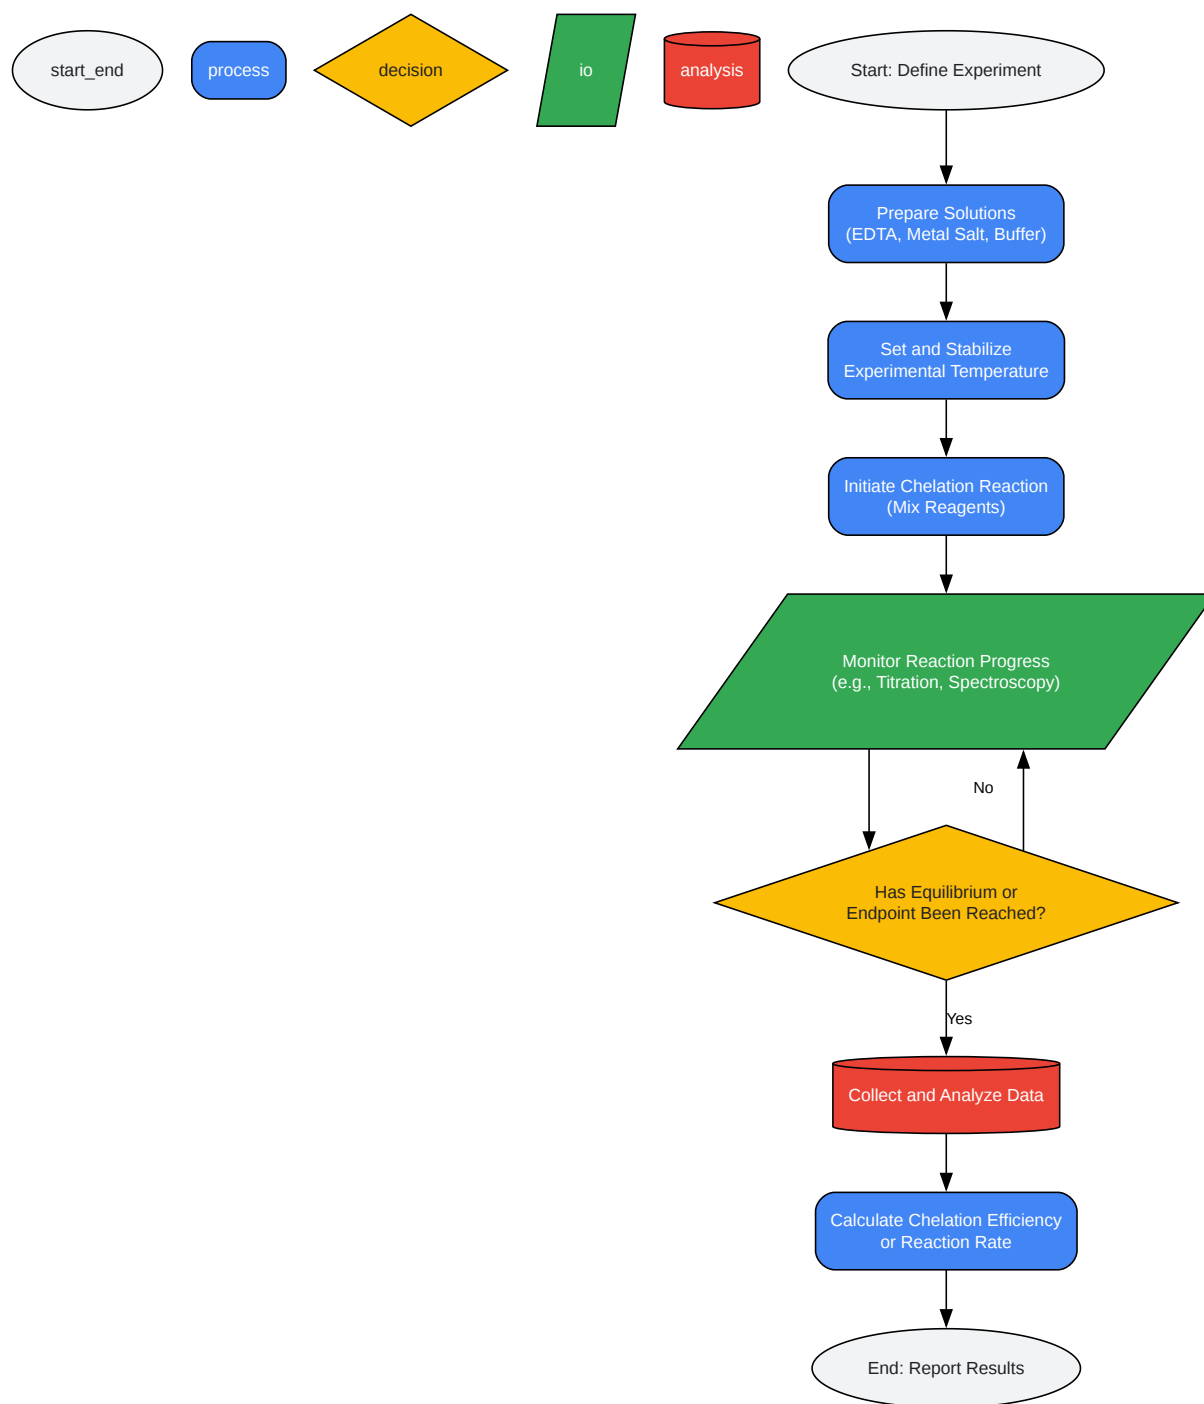 start_end
process
decision
io
analysis
Start: Define Experiment
Prepare Solutions
(EDTA, Metal Salt, Buffer)
Set and Stabilize
Experimental Temperature
Initiate Chelation Reaction
(Mix Reagents)
Monitor Reaction Progress
(e.g., Titration, Spectroscopy)
No
Has Equilibrium or
Endpoint Been Reached?
Yes
Collect and Analyze Data
Calculate Chelation Efficiency
or Reaction Rate
End: Report Results